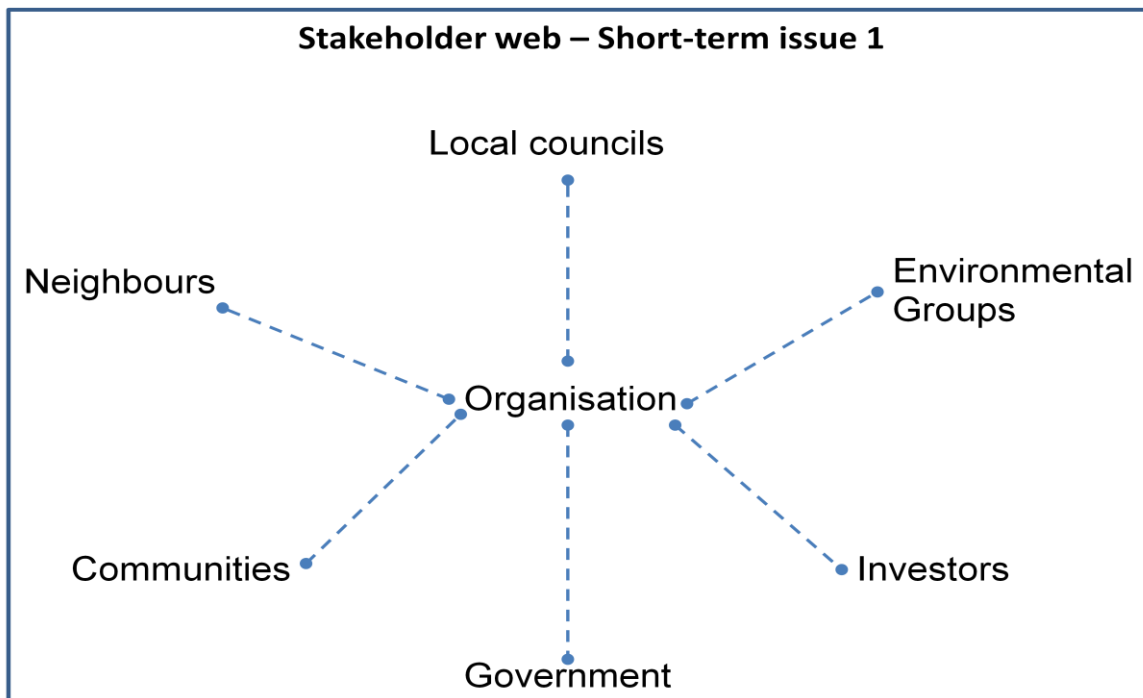 Stakeholder web – Short-term issue 1
Local councils
Neighbours
Environmental
Groups
Organisation
Communities
Investors
Government